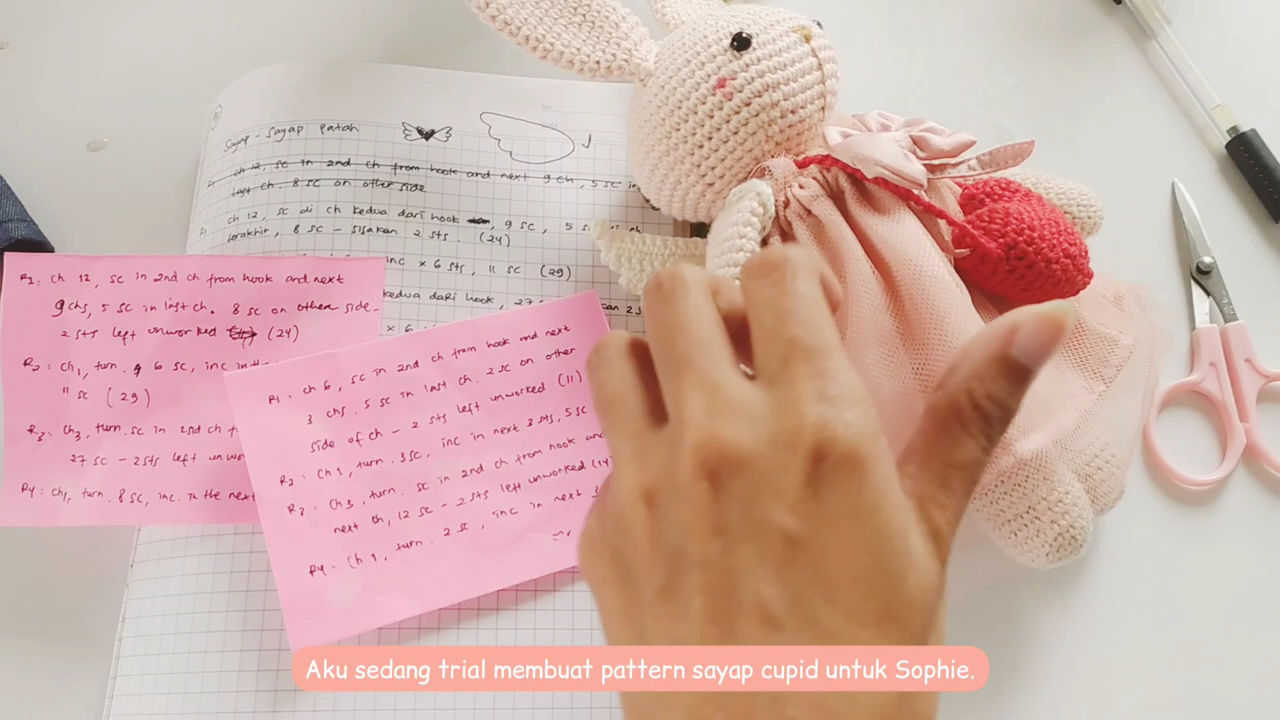 Sayap - Sayap Patah
ch 12, sc in 2nd ch from hook and next 9 ch, 5 sc in
last ch. 8 sc on other side
ch 12, sc di ch kedua dari hook 9 sc, 5 sc ch
terakhir, 8 sc - sisakan 2 sts. (24)
inc x 6 sts, 11 sc (29)
kedua dari hook, 27
x 6
R1: ch 12, sc in 2nd ch from hook and next
9 chs, 5 sc in last ch. 8 sc on other side -
2 sts left unworked (24)
R2: ch 1, turn. 6 sc, inc in the
11 sc (29)
R3: ch 3, turn. sc in 2nd ch
27 sc - 2 sts left
R4: ch 1, turn. 8 sc, inc. in the next
R1: ch 6, sc in 2nd ch from hook and next
3 chs. 5 sc in last ch. 2 sc on other
side of ch - 2 sts left unworked (11)
R2: ch 1, turn. 3 sc, inc in next 3 sts, 5 sc
R3: ch 3, turn. sc in 2nd ch from hook and
next ch, 12 sc - 2 sts left unworked (14
R4: ch 1, turn. 2 sc, inc in next
Aku sedang trial membuat pattern sayap cupid untuk Sophie.